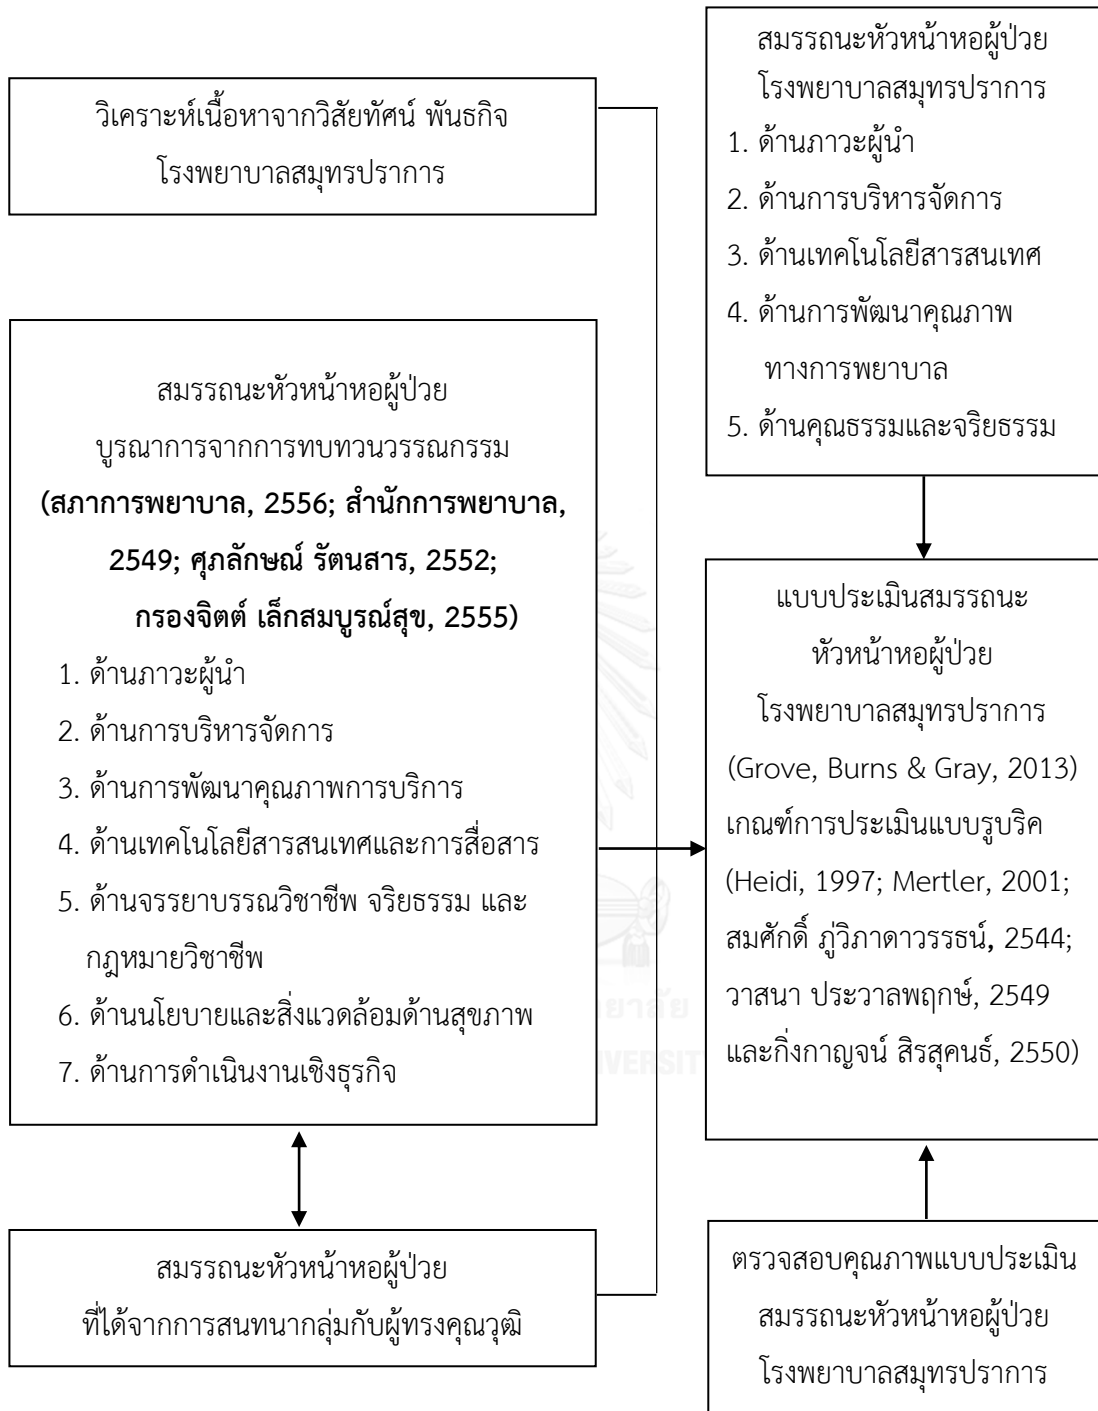 วิเคราะห์เนื้อหาจากวิสัยทัศน์ พันธกิจ
โรงพยาบาลสมุทรปราการ
สมรรถนะหัวหน้าหอผู้ป่วย
บูรณาการจากการทบทวนวรรณกรรม
(สภาการพยาบาล, 2556; สำนักการพยาบาล,
2549; ศุภลักษณ์ รัตนสาร, 2552;
กรองจิตต์ เล็กสมบูรณ์สุข, 2555)
1. ด้านภาวะผู้นำ
2. ด้านการบริหารจัดการ
3. ด้านการพัฒนาคุณภาพการบริการ
4. ด้านเทคโนโลยีสารสนเทศและการสื่อสาร
5. ด้านจรรยาบรรณวิชาชีพ จริยธรรม และ
กฎหมายวิชาชีพ
6. ด้านนโยบายและสิ่งแวดล้อมด้านสุขภาพ
7. ด้านการดำเนินงานเชิงธุรกิจ
สมรรถนะหัวหน้าหอผู้ป่วย
ที่ได้จากการสนทนากลุ่มกับผู้ทรงคุณวุฒิ
สมรรถนะหัวหน้าหอผู้ป่วย
โรงพยาบาลสมุทรปราการ
1. ด้านภาวะผู้นำ
2. ด้านการบริหารจัดการ
3. ด้านเทคโนโลยีสารสนเทศ
4. ด้านการพัฒนาคุณภาพ
ทางการพยาบาล
5. ด้านคุณธรรมและจริยธรรม
แบบประเมินสมรรถนะ
หัวหน้าหอผู้ป่วย
โรงพยาบาลสมุทรปราการ
(Grove, Burns & Gray, 2013)
เกณฑ์การประเมินแบบรูบริค
(Heidi, 1997; Mertler, 2001;
สมศักดิ์ ภู่วิภาดาวรรธน์, 2544;
วาสนา ประวาลพฤกษ์, 2549
และกิ่งกาญจน์ สิรสุคนธ์, 2550)
ตรวจสอบคุณภาพแบบประเมิน
สมรรถนะหัวหน้าหอผู้ป่วย
โรงพยาบาลสมุทรปราการ